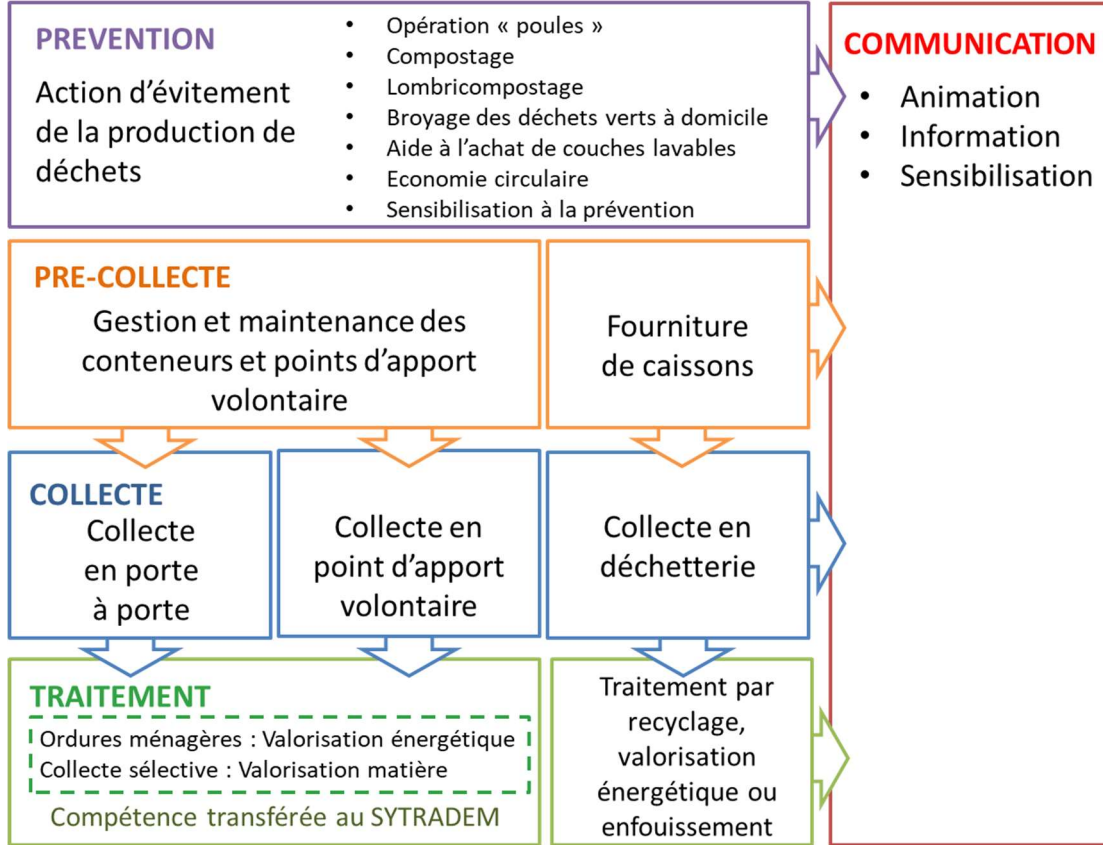 PREVENTION
Action d'évitement
de la production de
déchets
• Opération « poules »
• Compostage
• Lombricompostage
• Broyage des déchets verts à domicile
• Aide à l'achat de couches lavables
• Economie circulaire
• Sensibilisation à la prévention
COMMUNICATION
• Animation
• Information
• Sensibilisation
PRE-COLLECTE
Gestion et maintenance des
conteneurs et points d'apport
volontaire
Fourniture
de caissons
COLLECTE
Collecte
en porte
à porte
Collecte en
point d'apport
volontaire
Collecte en
déchetterie
TRAITEMENT
Ordures ménagères : Valorisation énergétique
Collecte sélective : Valorisation matière
Compétence transférée au SYTRADEM
Traitement par
recyclage,
valorisation
énergétique ou
enfouissement